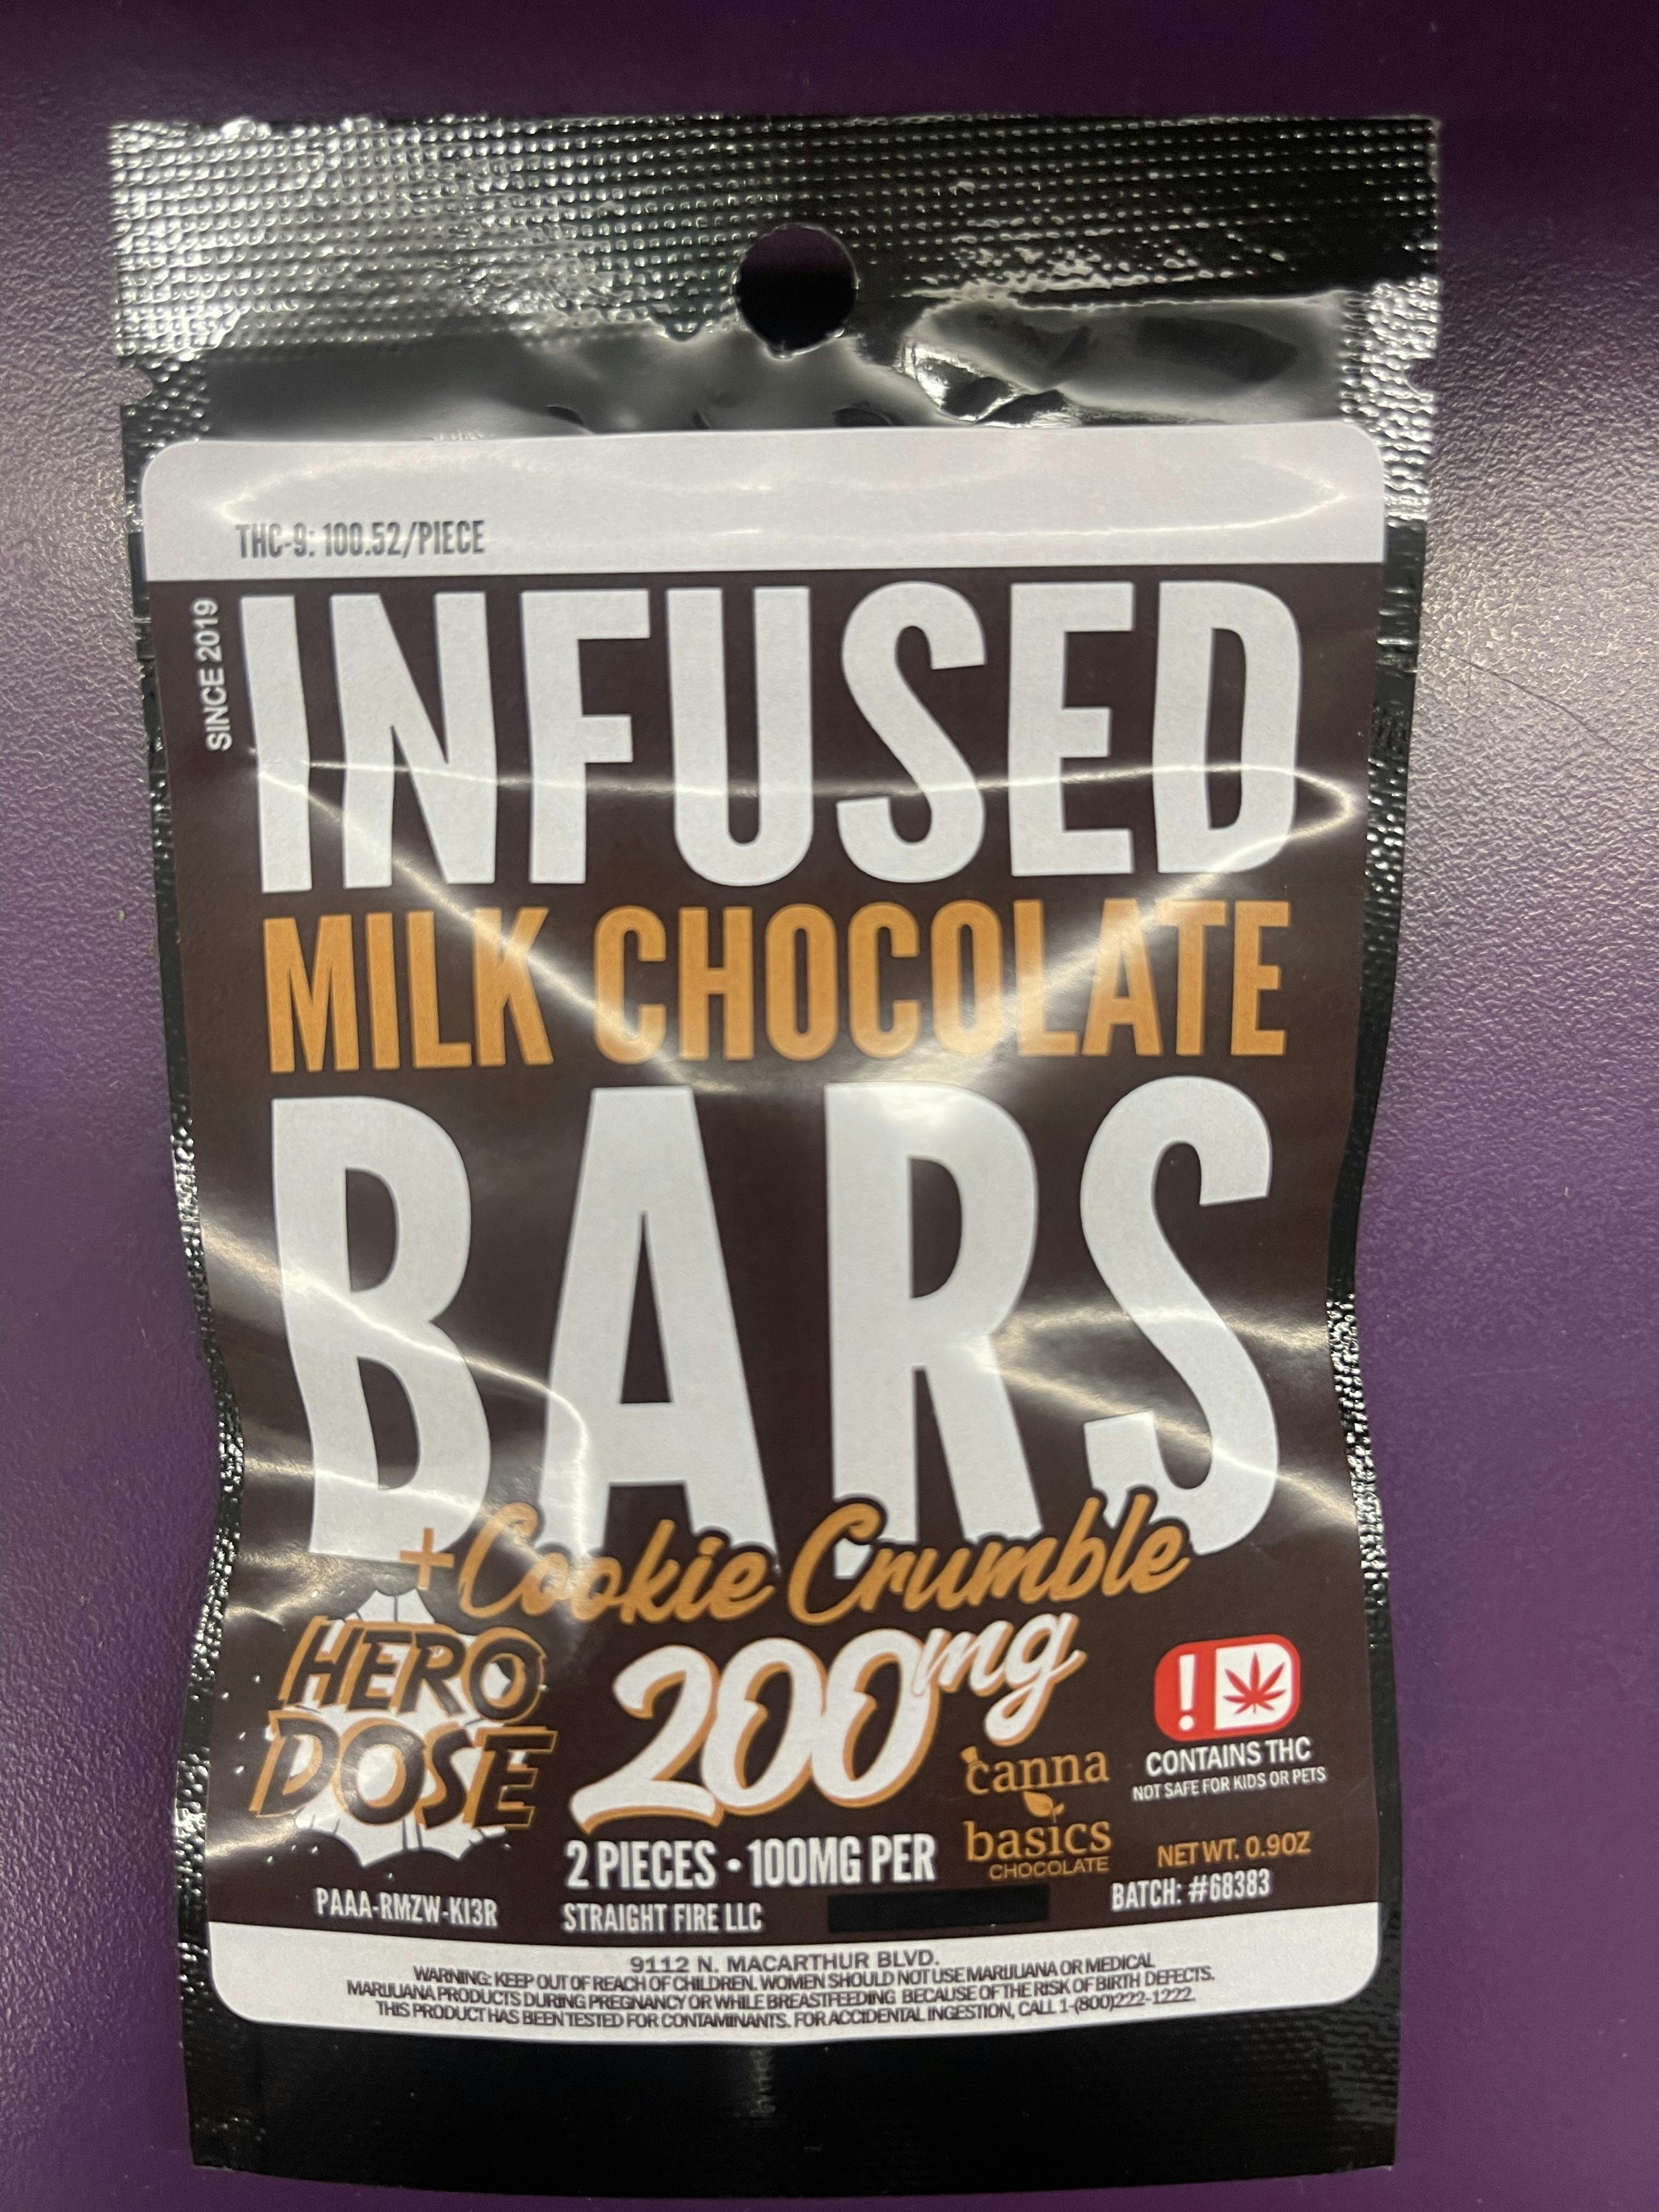 THC-9: 100.52/PIECE
SINCE 2019
INFUSED
MILK CHOCOLATE
BARS
+Cookie Crumble
HERO
DOSE
200mg
canna
basics
CHOCOLATE
CONTAINS THC
NOT SAFE FOR KIDS OR PETS
2 PIECES • 100MG PER
NET WT. 0.9OZ
PAAA-RMZW-KI3R
STRAIGHT FIRE LLC
BATCH: #68383
9112 N. MACARTHUR BLVD.
WARNING: KEEP OUT OF REACH OF CHILDREN. WOMEN SHOULD NOT USE MARIJUANA OR MEDICAL
MARIJUANA PRODUCTS DURING PREGNANCY OR WHILE BREASTFEEDING BECAUSE OF THE RISK OF BIRTH DEFECTS.
THIS PRODUCT HAS BEEN TESTED FOR CONTAMINANTS. FOR ACCIDENTAL INGESTION, CALL 1-(800)222-1222